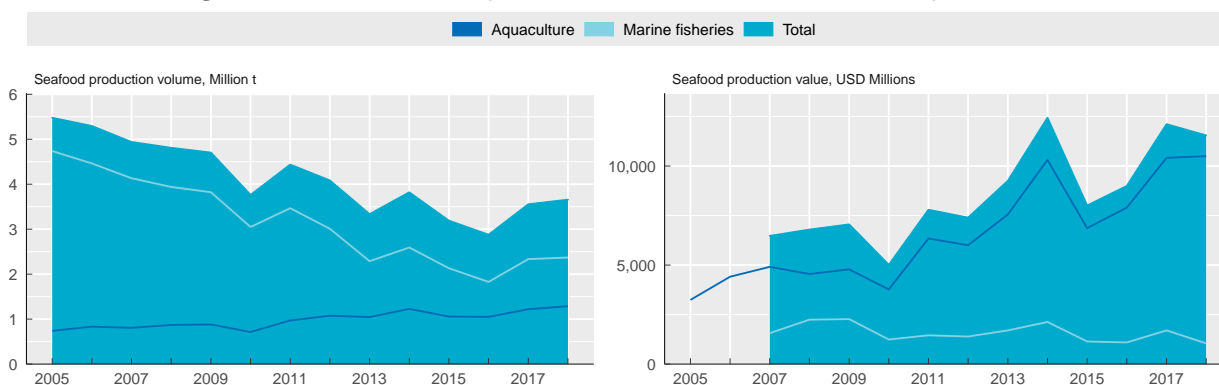 Aquaculture Marine fisheries Total
Seafood production volume, Million t
6
5
4
3
2
1
0
2005 2007 2009 2011 2013 2015 2017
Seafood production value, USD Millions
10,000
5,000
0
2005 2007 2009 2011 2013 2015 2017